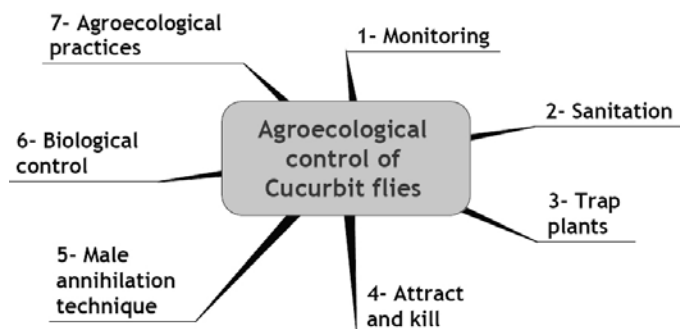 7- Agroecological
practices
1- Monitoring
2- Sanitation
6- Biological
control
Agroecological
control of
Cucurbit flies
3- Trap
plants
5- Male
annihilation
technique
4- Attract
and kill